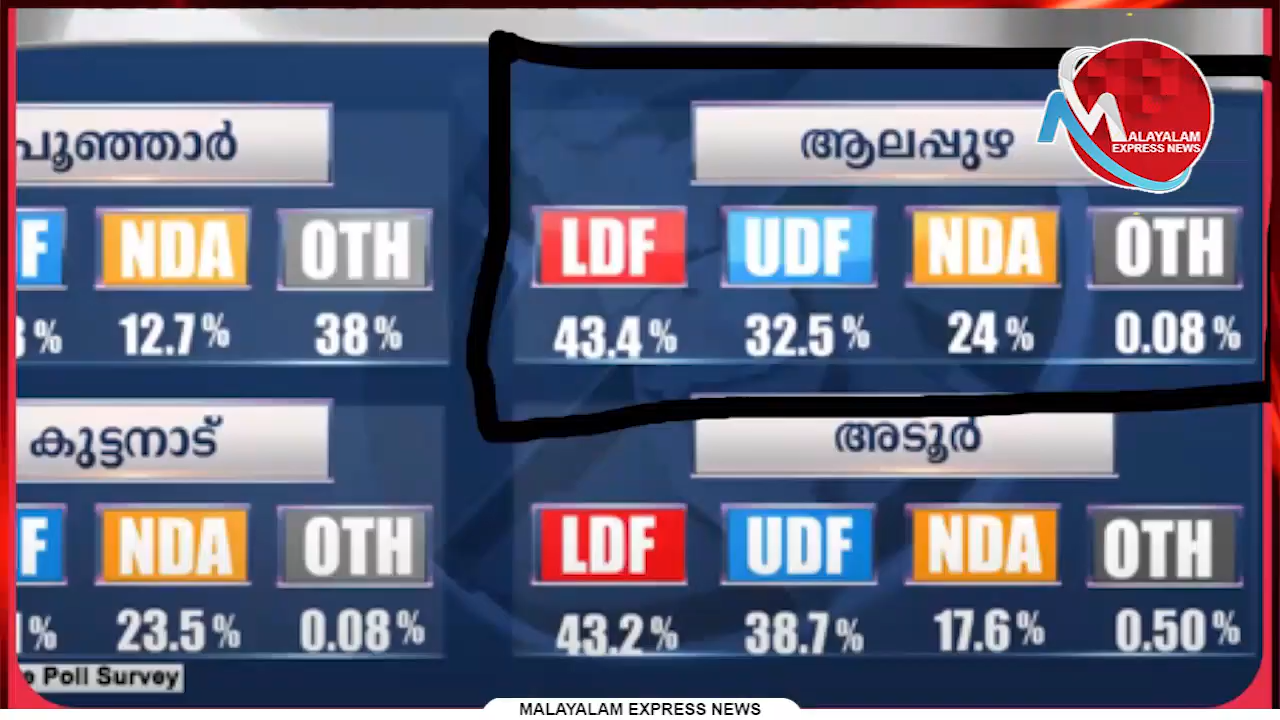 പൂഞ്ഞാർ
F NDA OTH
% 12.7% 38%
ആലപ്പുഴ
LDF UDF NDA OTH
43.4% 32.5% 24% 0.08%
MALAYALAM
EXPRESS NEWS
കുട്ടനാട്
F NDA OTH
% 23.5% 0.08%
അടൂർ
LDF UDF NDA OTH
43.2% 38.7% 17.6% 0.50%
Poll Survey
MALAYALAM EXPRESS NEWS